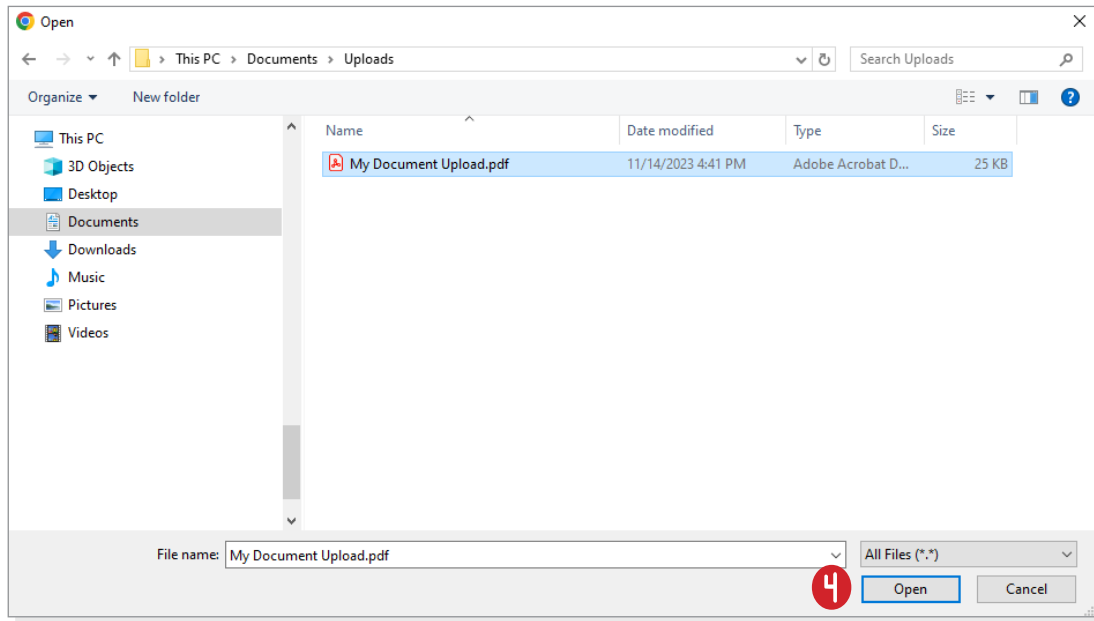 Open
This PC > Documents > Uploads
Search Uploads
Organize
New folder
?
This PC
3D Objects
Desktop
Documents
Downloads
Music
Pictures
Videos
Name Date modified Type Size
My Document Upload.pdf 11/14/2023 4:41 PM Adobe Acrobat D... 25 KB
File name: My Document Upload.pdf
All Files (*.*)
4 Open Cancel